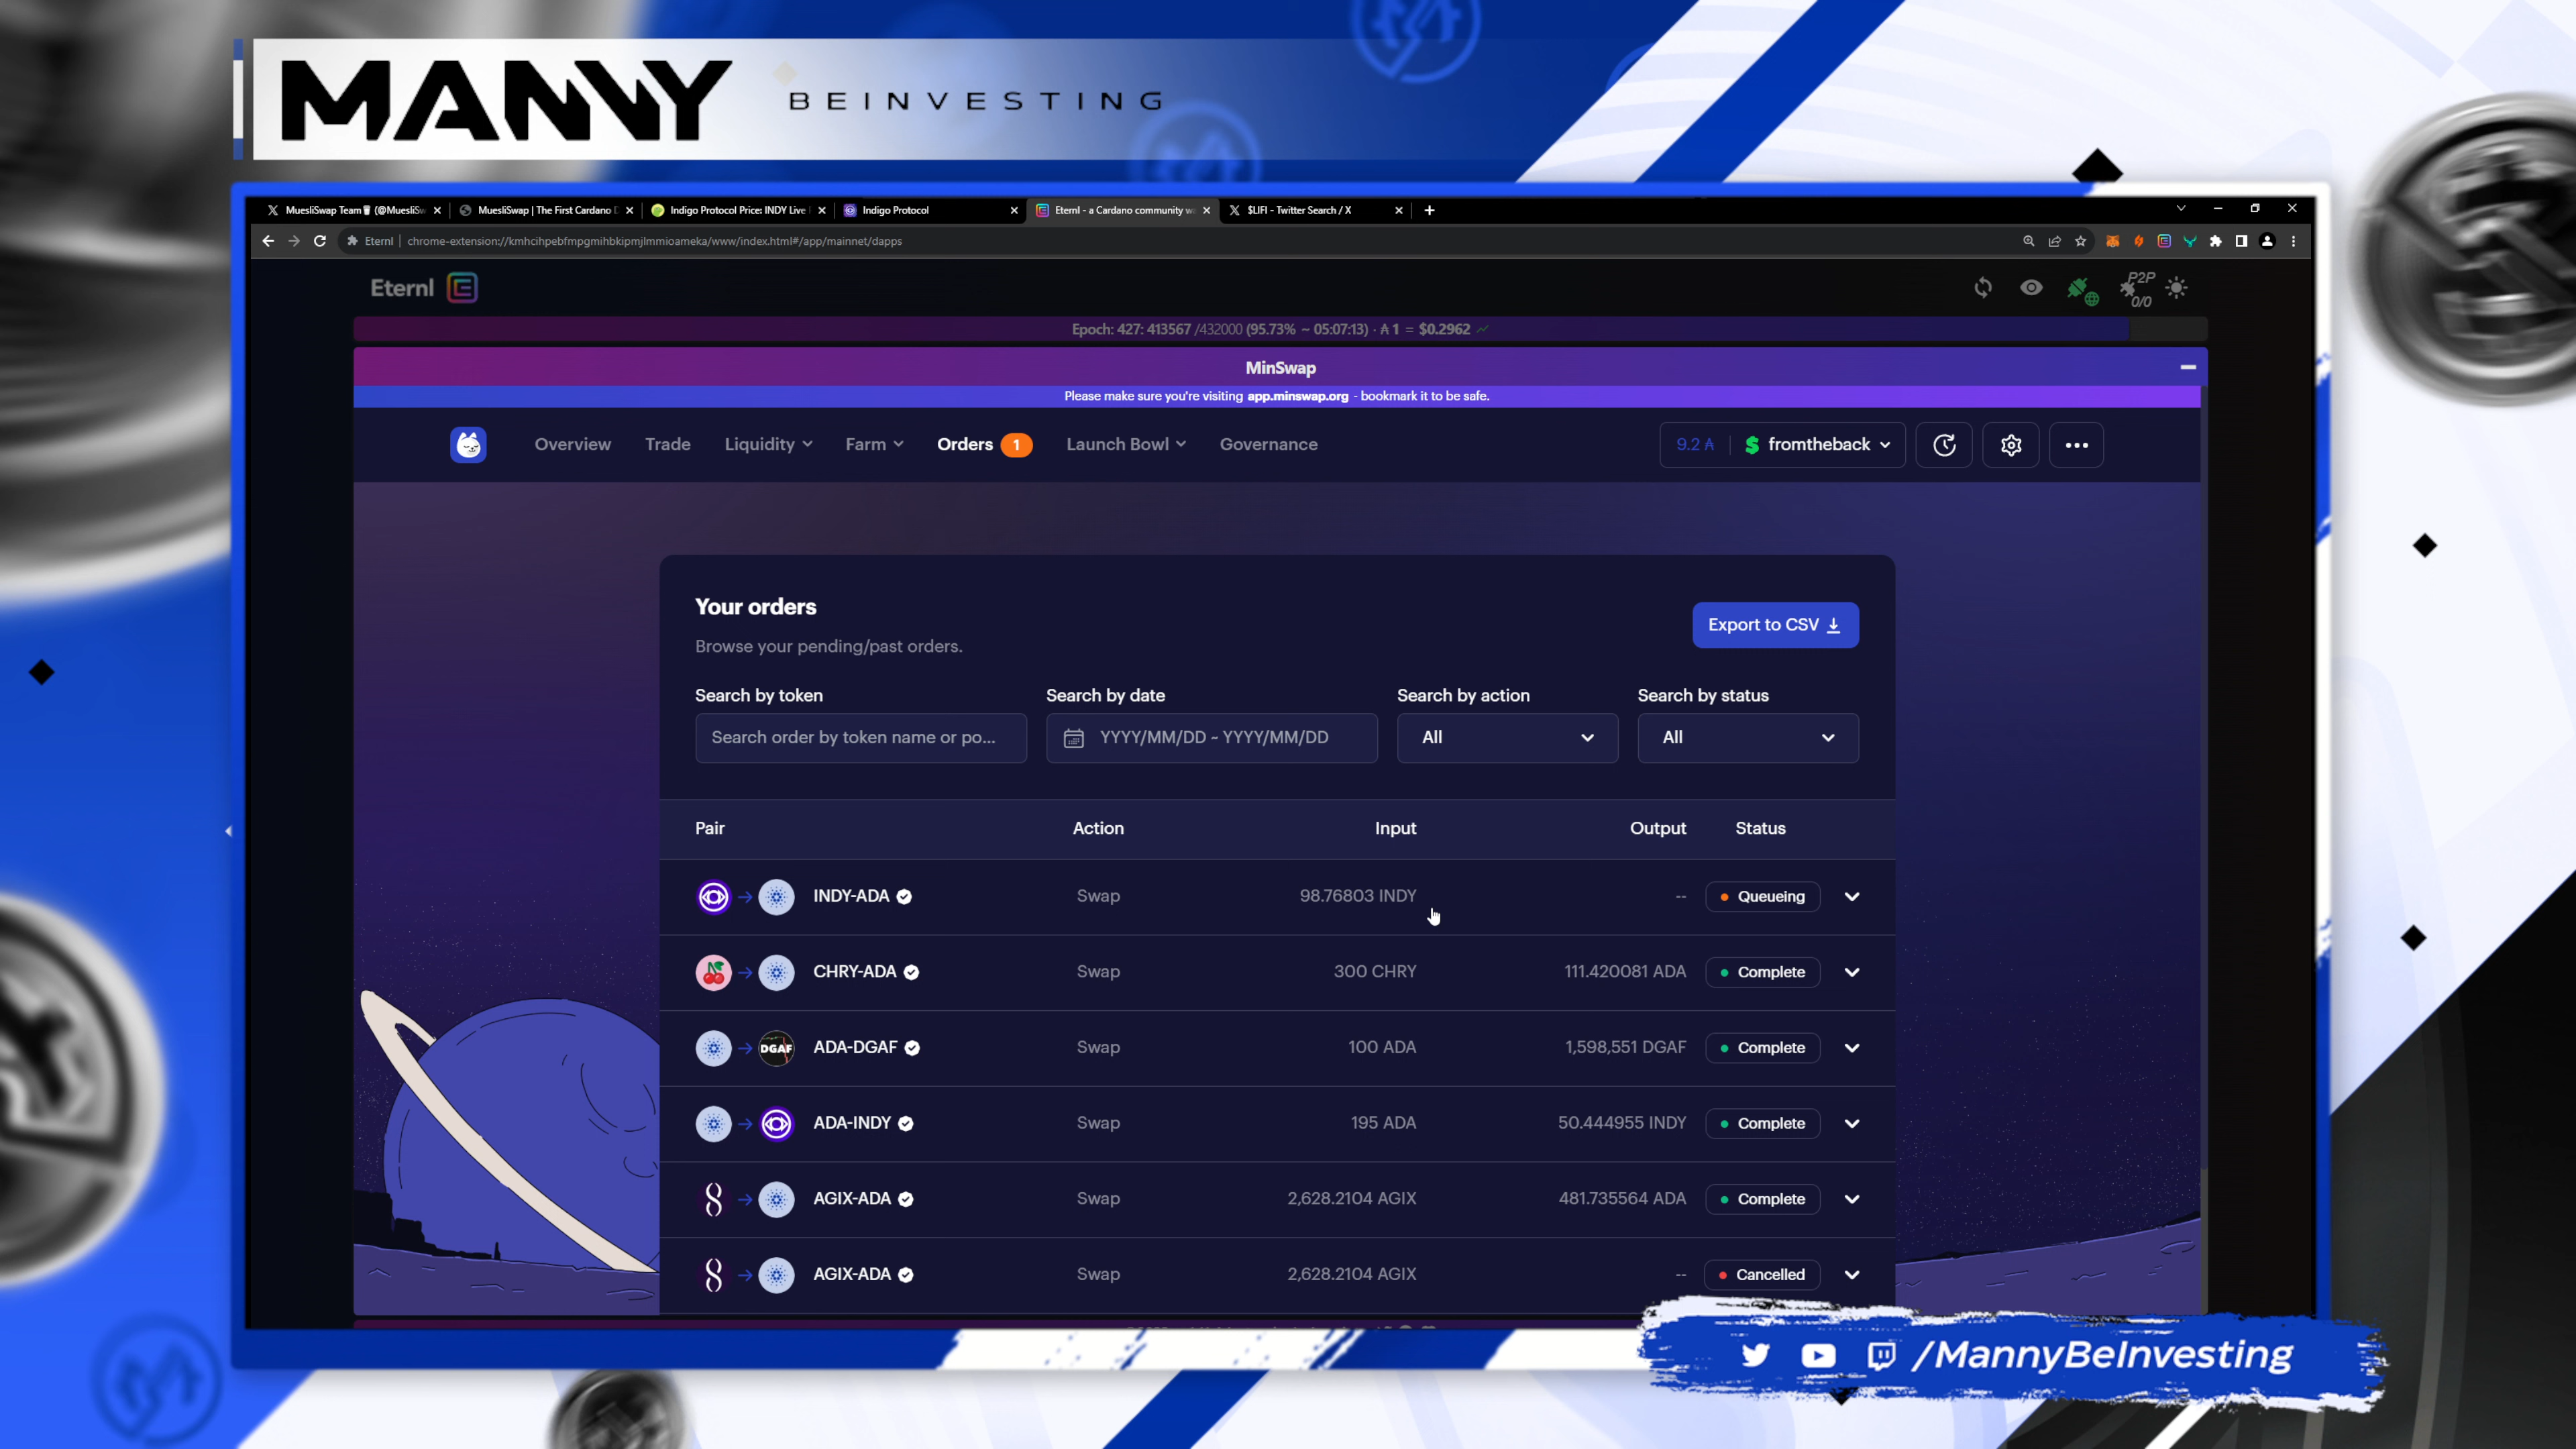 MANNY BEINVESTING
MuesliSwap Team (@MuesliSw
MuesliSwap | The First Cardano D
Indigo Protocol Price: INDY Live
Indigo Protocol
Eternl - a Cardano community w
$LIFI - Twitter Search / X
Eternl
chrome-extension://kmhcihpebfmpgmihbkipmjlmmioameka/www/index.html#/app/mainnet/dapps
Eternl
P2P
0/0
Epoch: 427: 413567 /432000 (95.73% ~ 05:07:13) · ₳ 1 = $0.2962
MinSwap
Please make sure you're visiting app.minswap.org - bookmark it to be safe.
Overview Trade Liquidity Farm Orders 1 Launch Bowl Governance
9.2 ₳ $ fromtheback
Your orders
Export to CSV
Browse your pending/past orders.
Search by token Search by date Search by action Search by status
Search order by token name or po... YYYY/MM/DD ~ YYYY/MM/DD All All
Pair Action Input Output Status
INDY-ADA Swap 98.76803 INDY -- Queueing
CHRY-ADA Swap 300 CHRY 111.420081 ADA Complete
DGAF ADA-DGAF Swap 100 ADA 1,598,551 DGAF Complete
ADA-INDY Swap 195 ADA 50.444955 INDY Complete
AGIX-ADA Swap 2,628.2104 AGIX 481.735564 ADA Complete
AGIX-ADA Swap 2,628.2104 AGIX -- Cancelled
/MannyBeInvesting